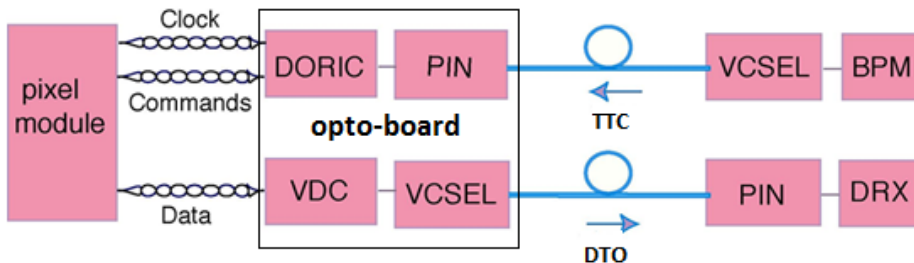 Clock
pixel
module
Commands
DORIC
PIN
VCSEL
BPM
opto-board
TTC
Data
VDC
VCSEL
PIN
DRX
DTO